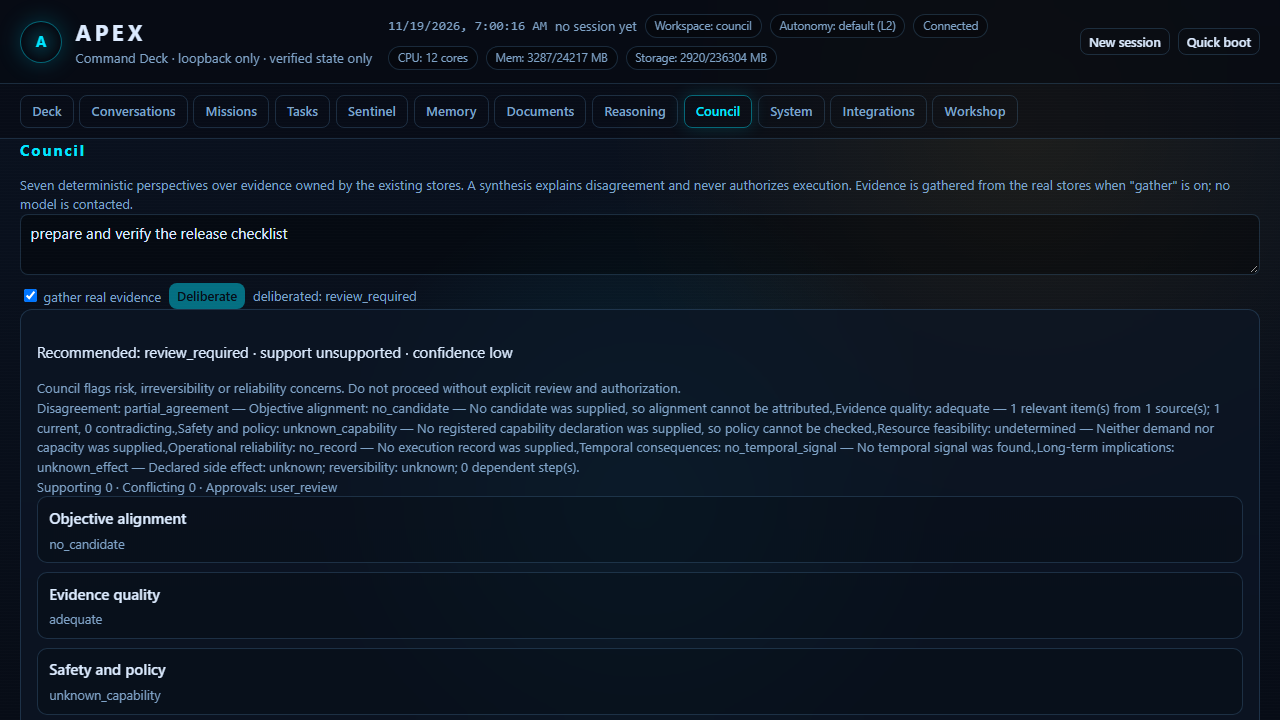 A
APEX
Command Deck · loopback only · verified state only
11/19/2026, 7:00:16 AM no session yet Workspace: council Autonomy: default (L2) Connected
CPU: 12 cores Mem: 3287/24217 MB Storage: 2920/236304 MB
New session Quick boot
Deck Conversations Missions Tasks Sentinel Memory Documents Reasoning Council System Integrations Workshop
Council
Seven deterministic perspectives over evidence owned by the existing stores. A synthesis explains disagreement and never authorizes execution. Evidence is gathered from the real stores when "gather" is on; no
model is contacted.
prepare and verify the release checklist
gather real evidence Deliberate deliberated: review_required
Recommended: review_required · support unsupported · confidence low
Council flags risk, irreversibility or reliability concerns. Do not proceed without explicit review and authorization.
Disagreement: partial_agreement — Objective alignment: no_candidate — No candidate was supplied, so alignment cannot be attributed.,Evidence quality: adequate — 1 relevant item(s) from 1 source(s); 1
current, 0 contradicting.,Safety and policy: unknown_capability — No registered capability declaration was supplied, so policy cannot be checked.,Resource feasibility: undetermined — Neither demand nor
capacity was supplied.,Operational reliability: no_record — No execution record was supplied.,Temporal consequences: no_temporal_signal — No temporal signal was found.,Long-term implications:
unknown_effect — Declared side effect: unknown; reversibility: unknown; 0 dependent step(s).
Supporting 0 · Conflicting 0 · Approvals: user_review
Objective alignment
no_candidate
Evidence quality
adequate
Safety and policy
unknown_capability